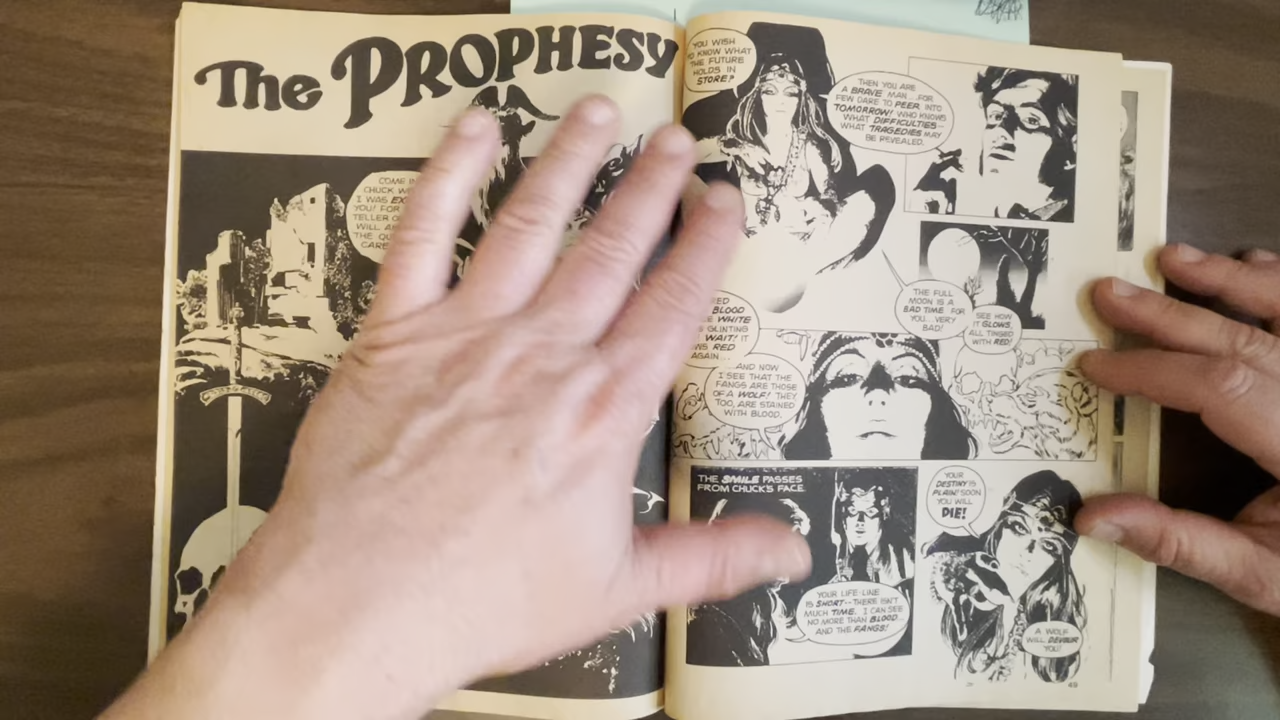 The PROPHESY
COME IN
CHUCK
I WAS
YOU! FOR
TELLER
WILL
THE
CARE
YOU WISH
TO KNOW WHAT
THE FUTURE
HOLDS IN
STORE?
THEN YOU ARE
A BRAVE MAN...FOR
FEW DARE TO PEER INTO
TOMORROW! WHO KNOWS
WHAT DIFFICULTIES--
WHAT TRAGEDIES MAY
BE REVEALED.
THE FULL
MOON IS A
BAD TIME FOR
YOU...VERY
BAD!
SEE HOW
IT GLOWS,
ALL TINGED
WITH RED!
BLOOD
WHITE
GLINTING
WAIT! IT
RED
AGAIN...
...AND NOW
I SEE THAT THE
FANGS ARE THOSE
OF A WOLF! THEY,
TOO, ARE STAINED
WITH BLOOD.
THE SMILE PASSES
FROM CHUCK'S FACE.
YOUR LIFE-LINE
IS SHORT--THERE ISN'T
MUCH TIME. I CAN SEE
NO MORE THAN BLOOD...
AND THE FANGS!
YOUR
DESTINY IS
PLAIN! SOON
YOU WILL
DIE!
A WOLF
WILL DEVOUR
YOU!
49